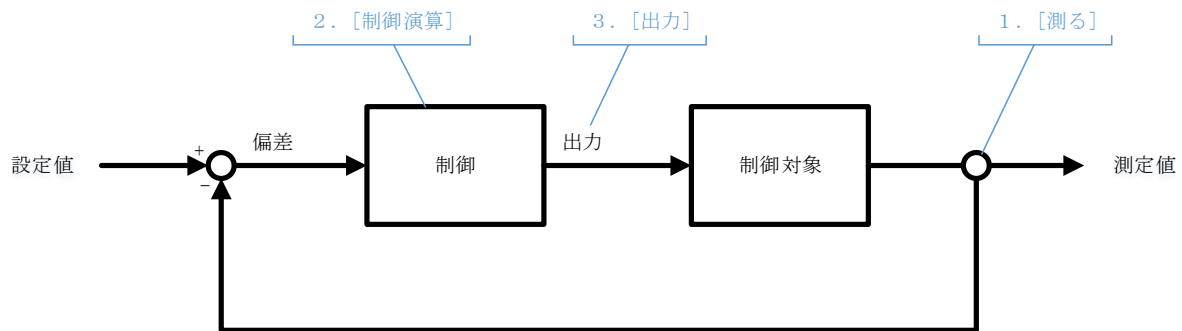 2．[制御演算]
3．[出力]
1．[測る]
偏差
出力
設定値
+
−
制御
制御対象
測定値